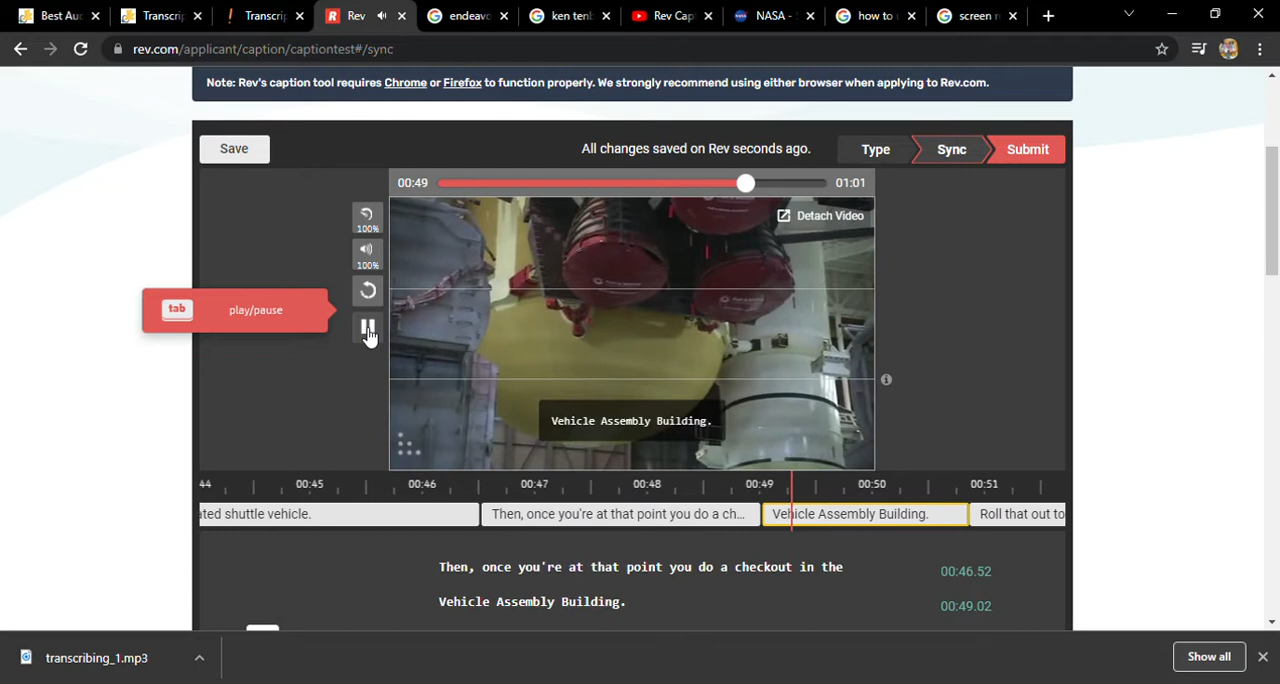 Best Au
Transcrip
Transcrip
Rev
endeavo
ken tenb
Rev Cap
NASA -
how to u
screen r
rev.com/applicant/caption/captiontest#/sync
Note: Rev's caption tool requires Chrome or Firefox to function properly. We strongly recommend using either browser when applying to Rev.com.
Save
All changes saved on Rev seconds ago.
Type
Sync
Submit
00:49
01:01
100%
Detach Video
100%
tab play/pause
Vehicle Assembly Building.
44 00:45 00:46 00:47 00:48 00:49 00:50 00:51
ated shuttle vehicle.
Then, once you're at that point you do a ch...
Vehicle Assembly Building.
Roll that out to
Then, once you're at that point you do a checkout in the 00:46.52
Vehicle Assembly Building. 00:49.02
transcribing_1.mp3
Show all